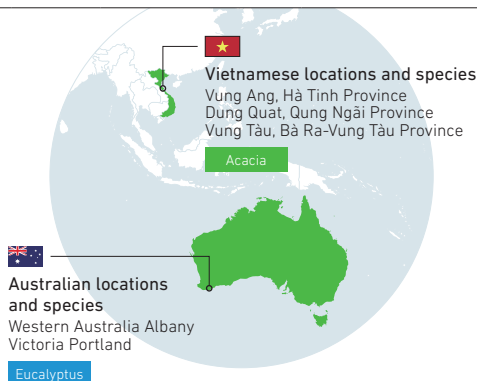 Vietnamese locations and species
Vung Ang, Hà Tinh Province
Dung Quat, Qung Ngãi Province
Vung Tàu, Bà Ra-Vung Tàu Province
Acacia
Australian locations
and species
Western Australia Albany
Victoria Portland
Eucalyptus